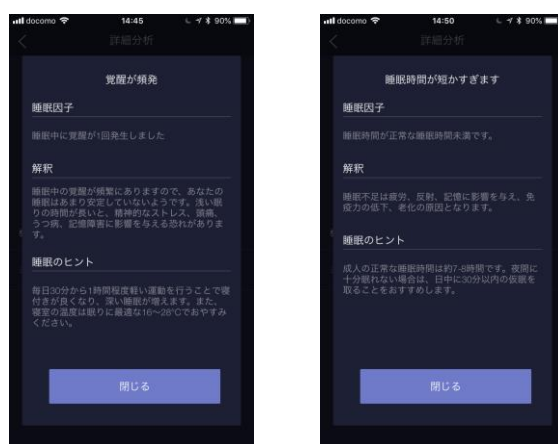 docomo 14:45 90%
詳細分析
覚醒が頻発
睡眠因子
睡眠中に覚醒が1回発生しました
解釈
睡眠中の覚醒が頻繁にありますので、あなたの
睡眠はあまり安定していないようです。浅い眠
りの時間が長いと、精神的なストレス、頭痛、
うつ病、記憶障害に影響を与える恐れがありま
す。
睡眠のヒント
毎日30分から1時間程度軽い運動を行うことで寝
付きが良くなり、深い睡眠が増えます。また、
寝室の温度は眠りに最適な16〜28℃でおやすみ
ください。
閉じる
docomo 14:50 90%
詳細分析
睡眠時間が短かすぎます
睡眠因子
睡眠時間が正常な睡眠時間未満です。
解釈
睡眠不足は疲労、反射、記憶に影響を与え、免
疫力の低下、老化の原因となります。
睡眠のヒント
成人の正常な睡眠時間は約7-8時間です。夜間に
十分眠れない場合は、日中に30分以内の仮眠を
取ることをおすすめします。
閉じる